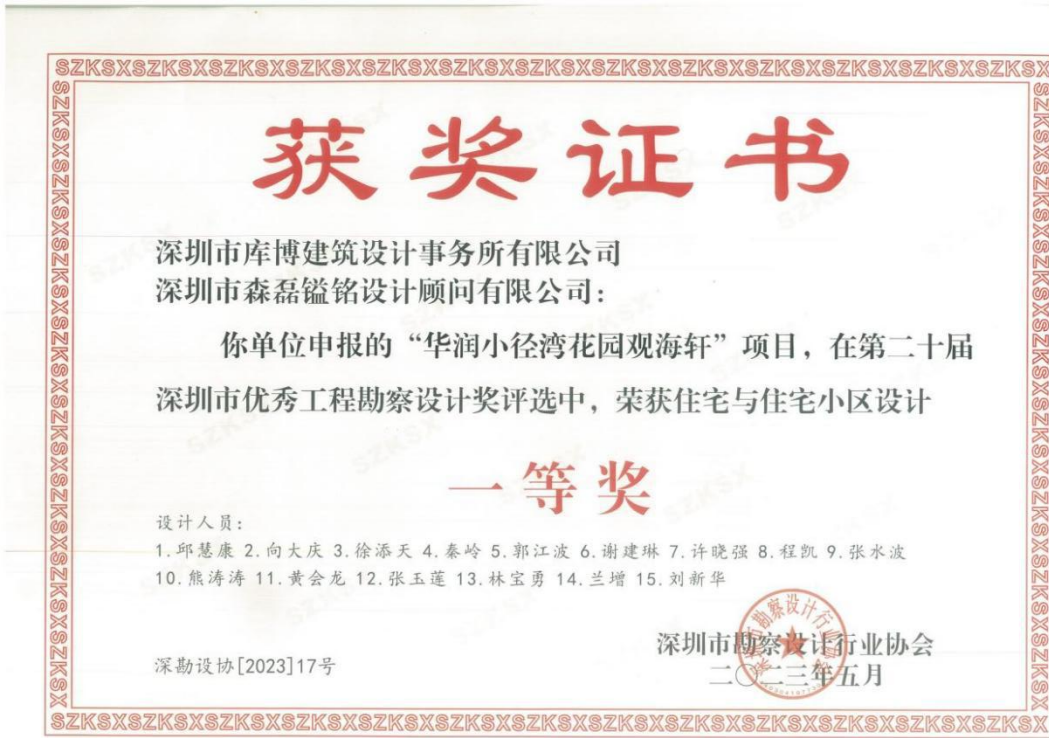 SZKSXSZKSXSZKSXSZKSXSZKSXSZKSXSZKSXSZKSXSZKSXSZKSXSZKSXSZKSXSZKSX
获奖证书
深圳市库博建筑设计事务所有限公司
深圳市森磊镒铭设计顾问有限公司：
你单位申报的“华润小径湾花园观海轩”项目，在第二十届
深圳市优秀工程勘察设计奖评选中，荣获住宅与住宅小区设计
一等奖
设计人员：
1.邱慧康 2.向大庆 3.徐添天 4.秦岭 5.郭江波 6.谢建琳 7.许晓强 8.程凯 9.张水波
10.熊涛涛 11.黄会龙 12.张玉莲 13.林宝勇 14.兰增 15.刘新华
深圳市勘察设计行业协会
二〇二三年五月
深勘设协[2023]17号
SZKSXSZKSXSZKSXSZKSXSZKSXSZKSXSZKSXSZKSXSZKSXSZKSXSZKSXSZKSXSZKSX